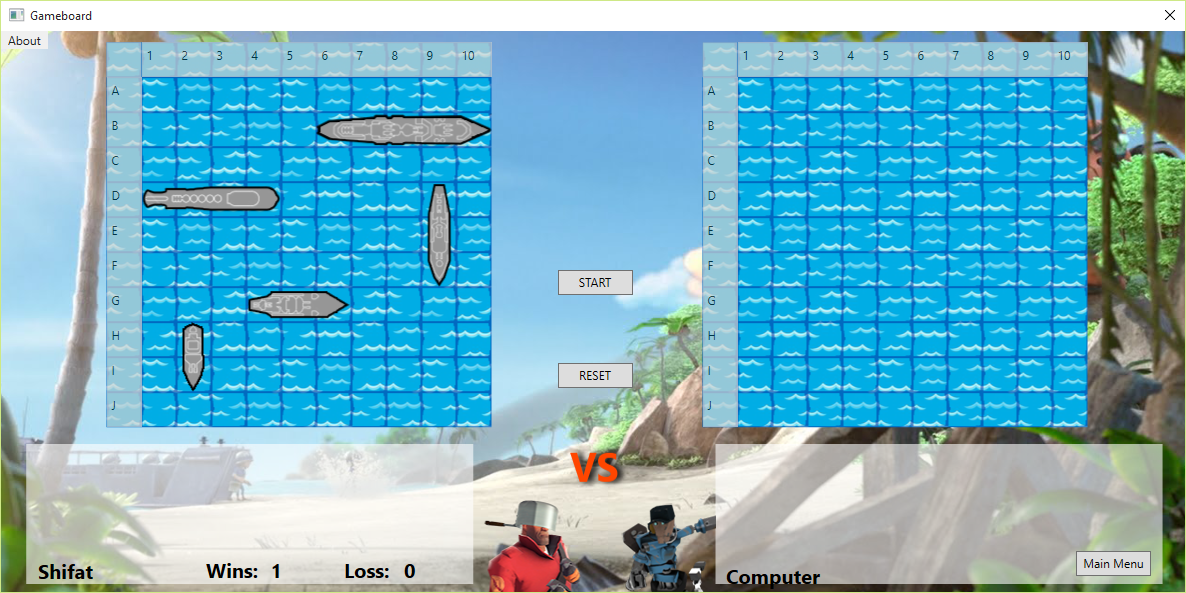 Gameboard
About
1 2 3 4 5 6 7 8 9 10
A
B
C
D
E
F
G
H
I
J
1 2 3 4 5 6 7 8 9 10
A
B
C
D
E
F
G
H
I
J
START
RESET
VS
Shifat Wins: 1 Loss: 0
Computer
Main Menu